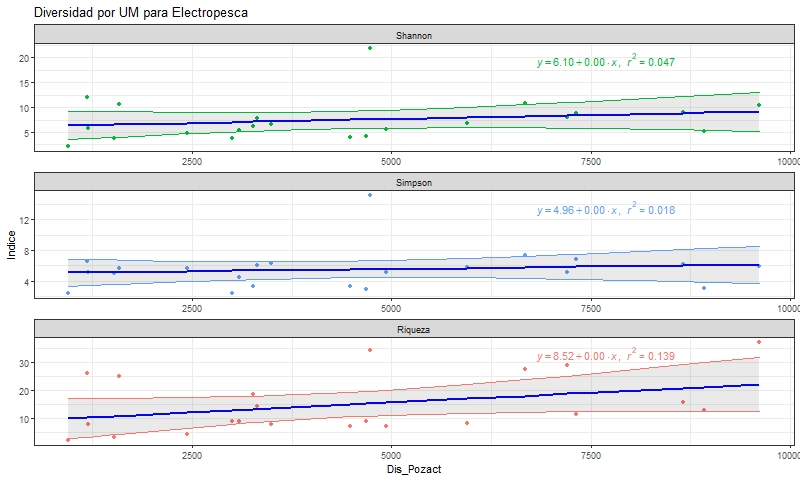 Diversidad por UM para Electropesca
Shannon
20
15
10
5
y = 6.10 + 0.00 · x, r² = 0.047
2500
5000
7500
10000
Simpson
12
8
4
y = 4.96 + 0.00 · x, r² = 0.018
2500
5000
7500
10000
Indice
Riqueza
30
20
10
y = 8.52 + 0.00 · x, r² = 0.139
2500
5000
7500
10000
Dis_Pozact